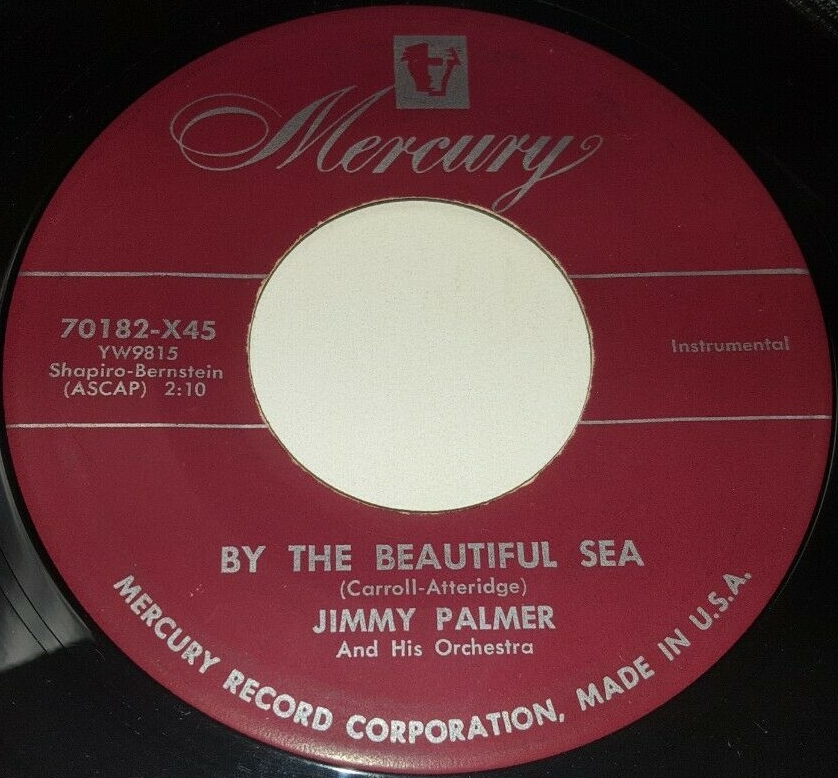 Mercury
70182-X45
YW9815
Shapiro-Bernstein
(ASCAP) 2:10
Instrumental
BY THE BEAUTIFUL SEA
(Carroll-Atteridge)
JIMMY PALMER
And His Orchestra
MERCURY RECORD CORPORATION, MADE IN U.S.A.